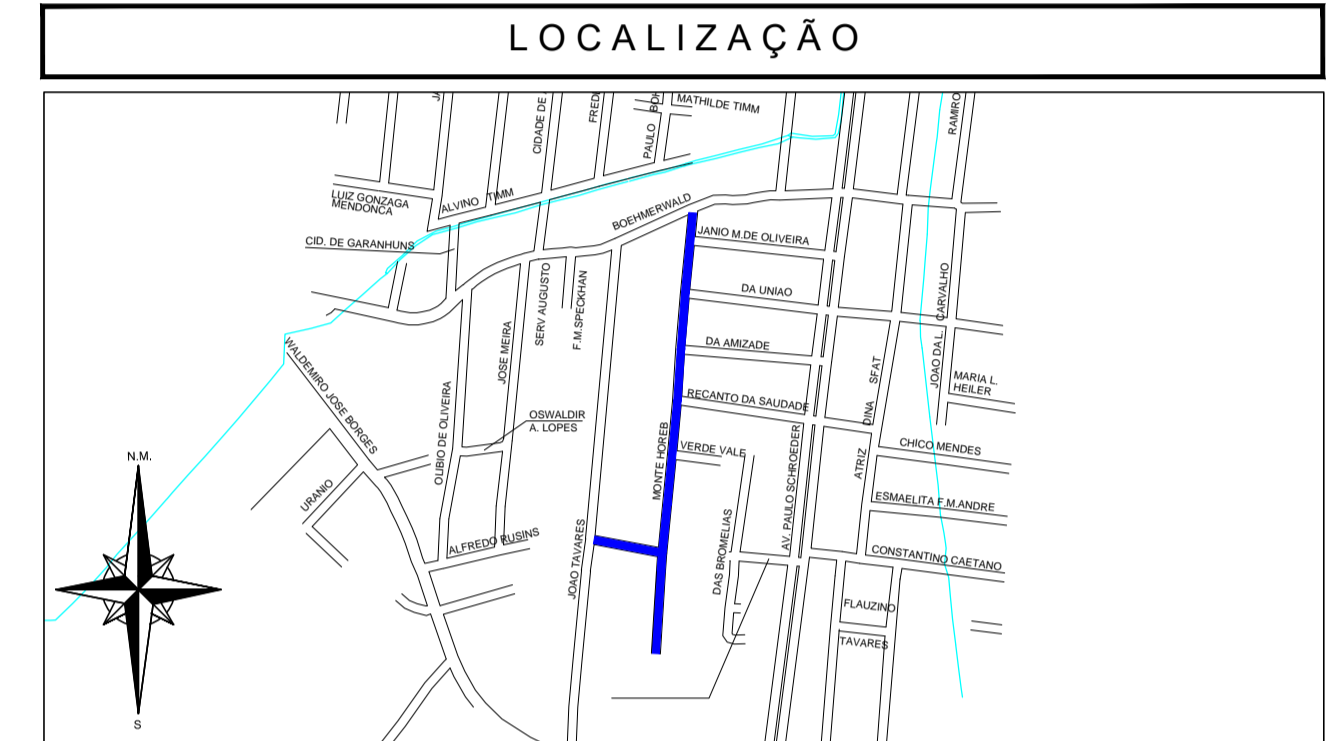 LOCALIZAÇÃO
MATHILDE TIMM
CIDADE DE
PAULO
ALVINO TIMM
LUIZ GONZAGA
MENDONCA
BOEHMERWALD
CID. DE GARANHUNS
JANIO M.DE OLIVEIRA
RAMIRO
DA UNIAO
JOAO DA L. CARVALHO
SERV AUGUSTO
F.M.SPECKHAN
JOSE MEIRA
WALDEMIRO JOSE BORGES
DA AMIZADE
DINA SFAT
MARIA L.
HEILER
OLIBIO DE OLIVEIRA
OSWALDIR
A. LOPES
RECANTO DA SAUDADE
MONTE HOREB
VERDE VALE
AV. PAULO SCHROEDER
ATRIZ
CHICO MENDES
N.M.
URANIO
ESMAELITA F.M.ANDRE
ALFREDO RUSINS
JOAO TAVARES
DAS BROMELIAS
CONSTANTINO CAETANO
FLAUZINO
TAVARES
S